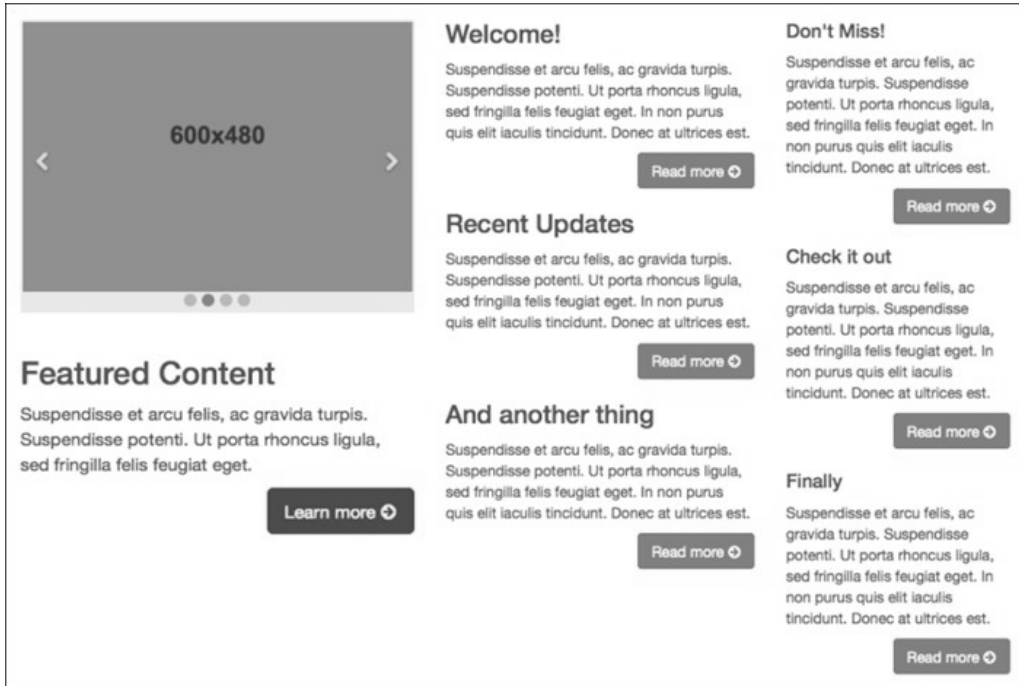 600x480
Featured Content
Suspendisse et arcu felis, ac gravida turpis.
Suspendisse potenti. Ut porta rhoncus ligula,
sed fringilla felis feugiat eget.
Learn more
Welcome!
Suspendisse et arcu felis, ac gravida turpis.
Suspendisse potenti. Ut porta rhoncus ligula,
sed fringilla felis feugiat eget. In non purus
quis elit iaculis tincidunt. Donec at ultrices est.
Read more
Recent Updates
Suspendisse et arcu felis, ac gravida turpis.
Suspendisse potenti. Ut porta rhoncus ligula,
sed fringilla felis feugiat eget. In non purus
quis elit iaculis tincidunt. Donec at ultrices est.
Read more
And another thing
Suspendisse et arcu felis, ac gravida turpis.
Suspendisse potenti. Ut porta rhoncus ligula,
sed fringilla felis feugiat eget. In non purus
quis elit iaculis tincidunt. Donec at ultrices est.
Read more
Don't Miss!
Suspendisse et arcu felis, ac
gravida turpis. Suspendisse
potenti. Ut porta rhoncus ligula,
sed fringilla felis feugiat eget. In
non purus quis elit iaculis
tincidunt. Donec at ultrices est.
Read more
Check it out
Suspendisse et arcu felis, ac
gravida turpis. Suspendisse
potenti. Ut porta rhoncus ligula,
sed fringilla felis feugiat eget. In
non purus quis elit iaculis
tincidunt. Donec at ultrices est.
Read more
Finally
Suspendisse et arcu felis, ac
gravida turpis. Suspendisse
potenti. Ut porta rhoncus ligula,
sed fringilla felis feugiat eget. In
non purus quis elit iaculis
tincidunt. Donec at ultrices est.
Read more